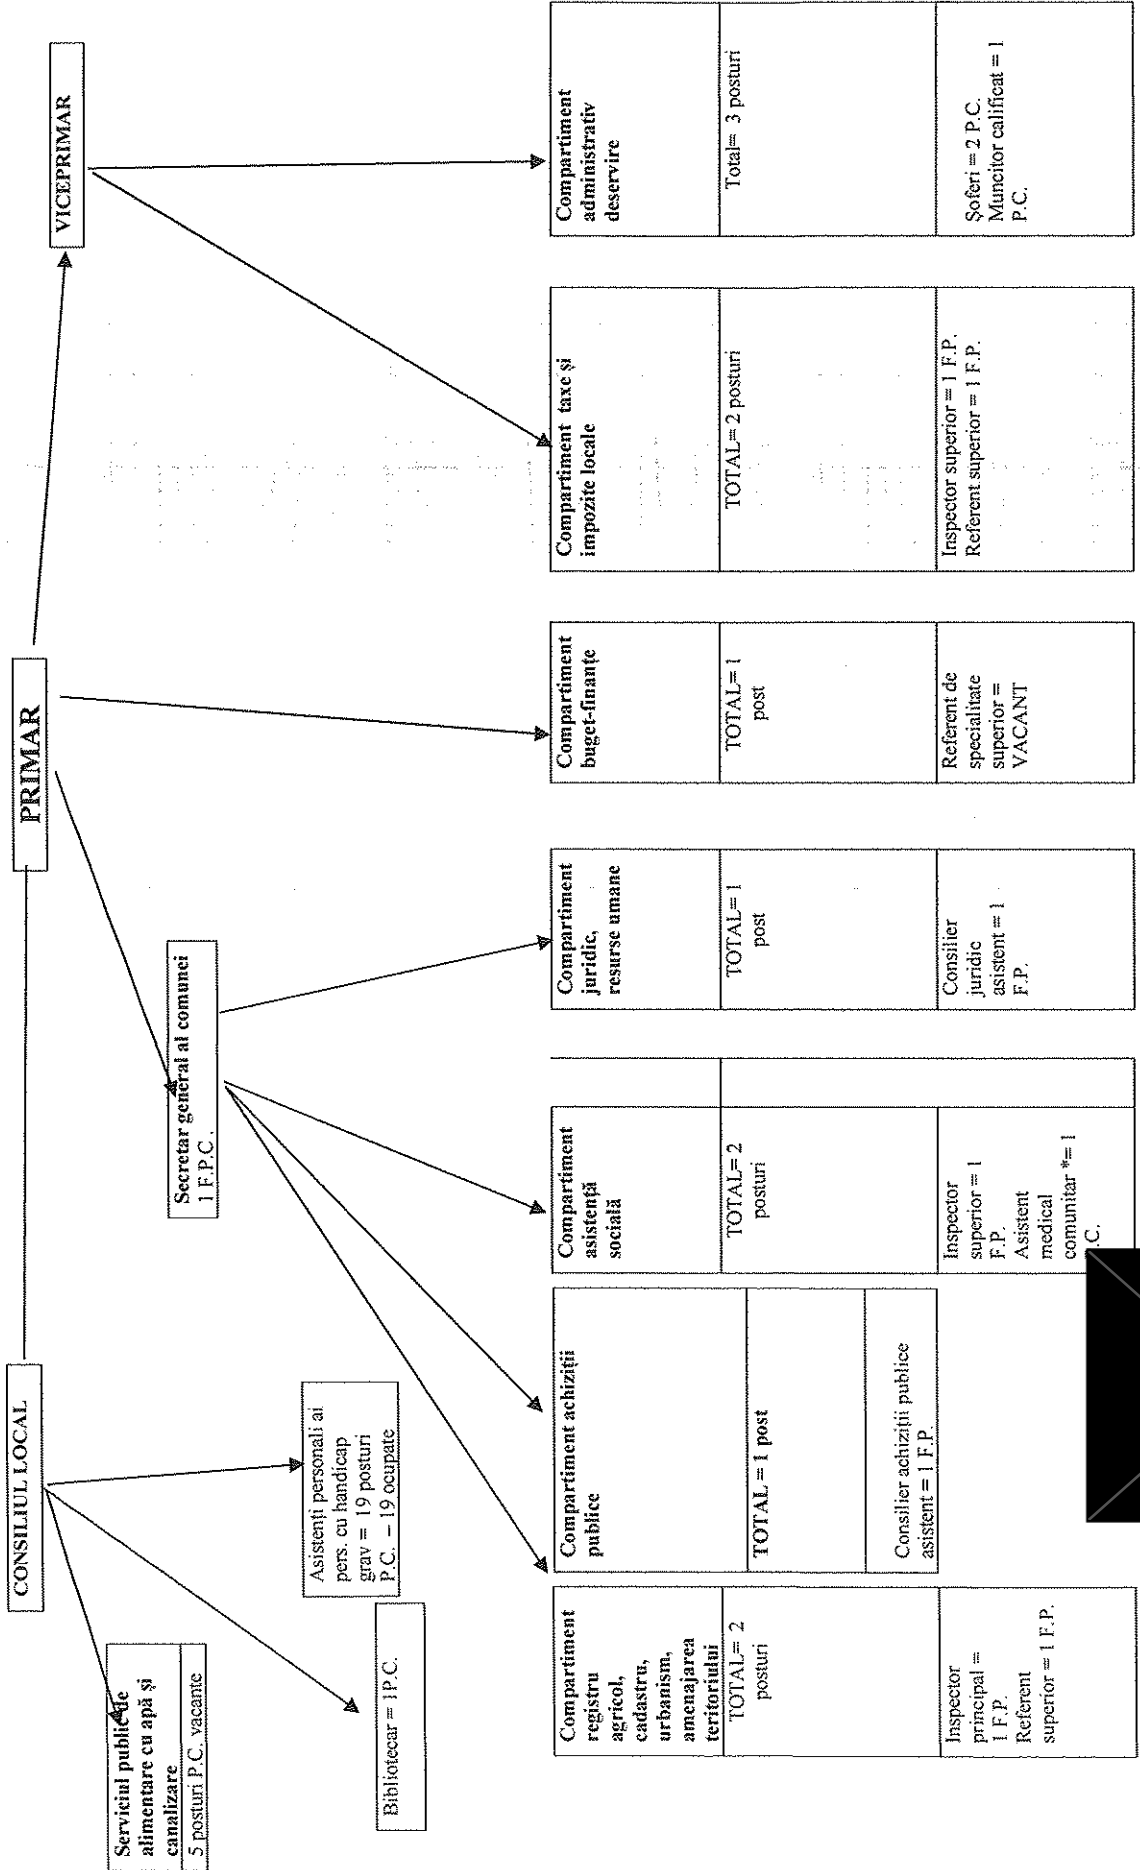 CONSILIUL LOCAL
PRIMAR
VICEPRIMAR
Serviciul public de
alimentare cu apă și
canalizare
5 posturi P.C. vacante
Bibliotecar = 1P.C.
Asistenți personali ai
pers. cu handicap
grav = 19 posturi
P.C. – 19 ocupate
Secretar general al comunei
1 F.P.C .
Compartiment
registru
agricol,
cadastru,
urbanism,
amenajarea
teritoriului
TOTAL= 2
posturi
Inspector
principal =
1 F.P.
Referent
superior = 1 F.P.
Compartiment achiziții
publice
TOTAL = 1 post
Consilier achiziții publice
asistent = 1 F.P.
Compartiment
asistență
socială
TOTAL= 2
posturi
Inspector
superior = 1
F.P.
Asistent
medical
comunitar *= 1
.C.
Compartiment
juridic,
resurse umane
TOTAL= 1
post
Consilier
juridic
asistent = 1
F.P.
Compartiment
buget-finanțe
TOTAL= 1
post
Referent de
specialitate
superior =
VACANT
Compartiment taxe și
impozite locale
TOTAL= 2 posturi
Inspector superior = 1 F.P.
Referent superior = 1 F.P.
Compartiment
administrativ
deservire
Total= 3 posturi
Șoferi = 2 P.C.
Muncitor calificat = 1
P.C.